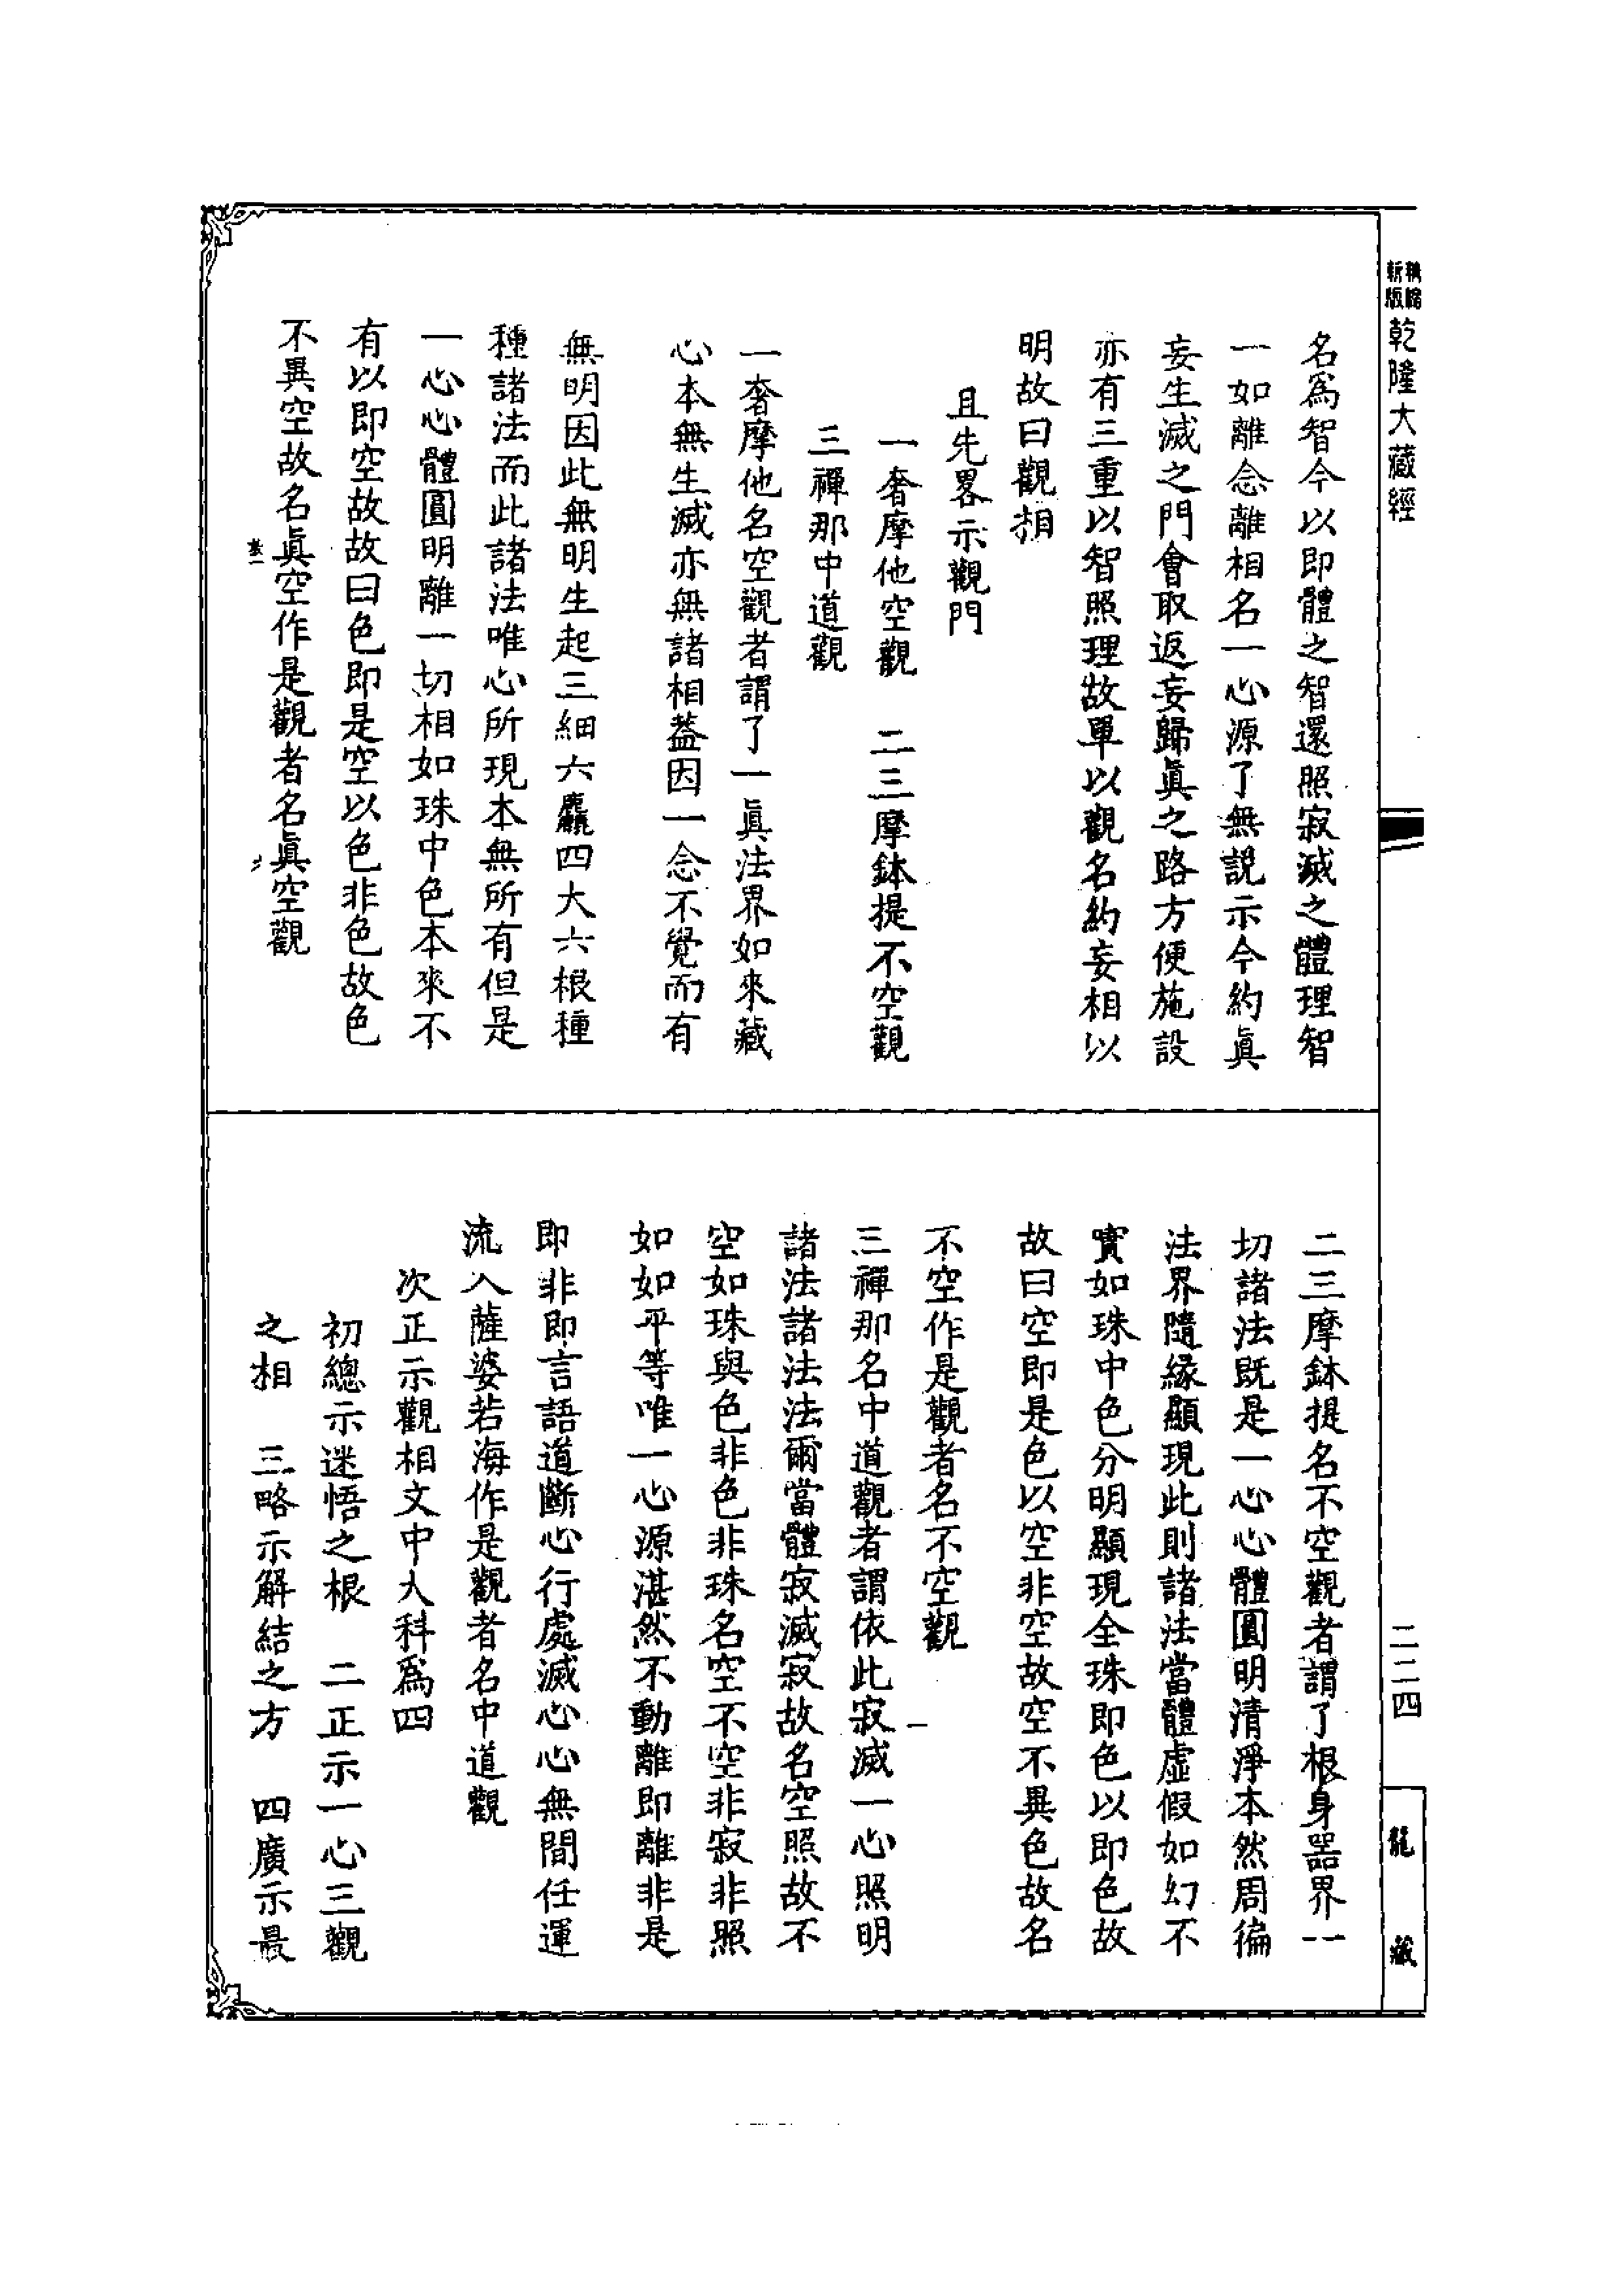 精縮
新版
乾隆大藏經
名爲智今以即體之智還照寂滅之體理智
一如離念離相名一心源了無説示今約眞
妄生滅之門會取返妄歸眞之路方便施設
亦有三重以智照理故單以觀名約妄相以
明故曰觀相
且先畧示觀門
一奢摩他空觀　二三摩鉢提不空觀
三禪那中道觀
一奢摩他名空觀者謂了一眞法界如來藏
心本無生滅亦無諸相葢因一念不覺而有
無明因此無明生起三細六麤四大六根種
種諸法而此諸法唯心所現本無所有但是
一心心體圓明離一切相如珠中色本來不
有以即空故故曰色即是空以色非色故色
不異空故名眞空作是觀者名眞空觀
二三摩鉢提名不空觀者謂了根身器界一
切諸法既是一心心體圓明清淨本然周徧
法界隨緣顯現此則諸法當體虛假如幻不
實如珠中色分明顯現全珠即色以即色故
故曰空即是色以空非空故空不異色故名
不空作是觀者名不空觀
三禪那名中道觀者謂依此寂滅一心照明
諸法諸法法爾當體寂滅寂故名空照故不
空如珠與色非色非珠名空不空非寂非照
如如平等唯一心源湛然不動離即離非是
即非即言語道斷心行處滅心心無間任運
流入薩婆若海作是觀者名中道觀
次正示觀相文中大科爲四
初總示迷悟之根　二正示一心三觀
之相　三略示解結之方　四廣示最
二二四
龍藏